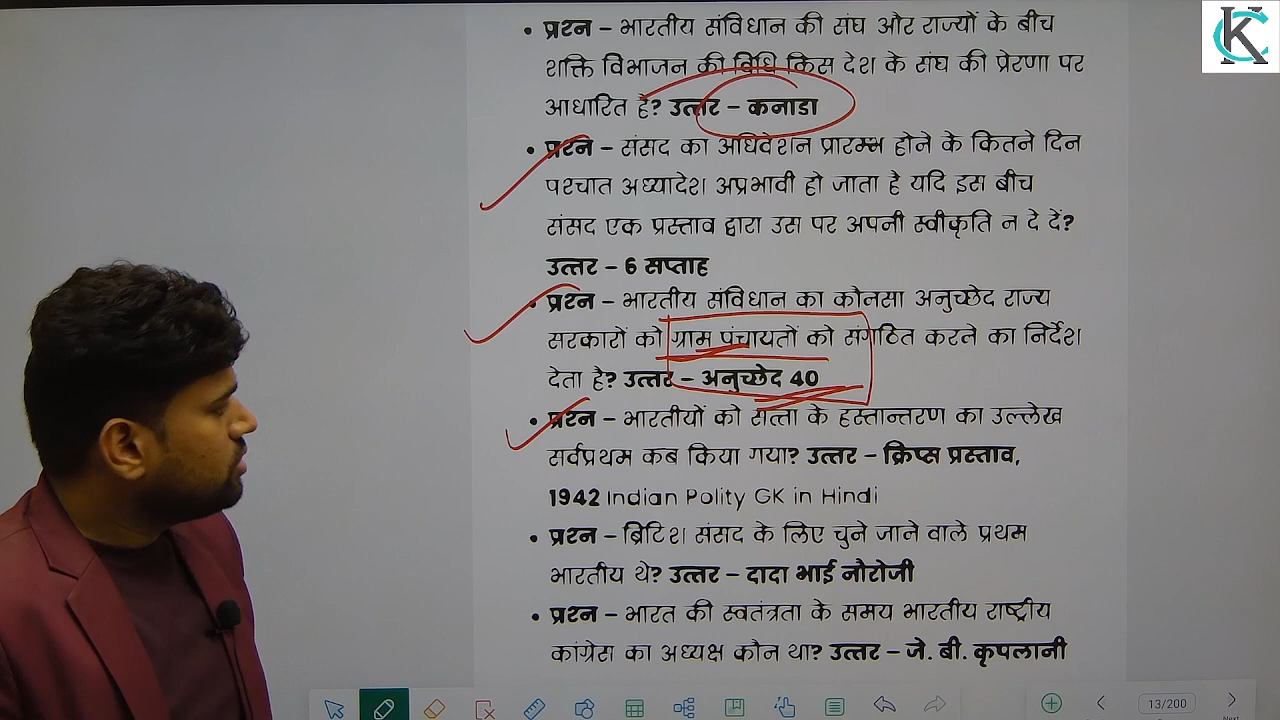 • प्रश्न – भारतीय संविधान की संघ और राज्यों के बीच
शक्ति विभाजन की विधि किस देश के संघ की प्रेरणा पर
आधारित है? उत्तर – कनाडा
• प्रश्न – संसद का अधिवेशन प्रारम्भ होने के कितने दिन
पश्चात अध्यादेश अप्रभावी हो जाता है यदि इस बीच
संसद एक प्रस्ताव द्वारा उस पर अपनी स्वीकृति न दे दें?
उत्तर – 6 सप्ताह
• प्रश्न – भारतीय संविधान का कौनसा अनुच्छेद राज्य
सरकारों को ग्राम पंचायतों को संगठित करने का निर्देश
देता है? उत्तर – अनुच्छेद 40
• प्रश्न – भारतीयों को सत्ता के हस्तान्तरण का उल्लेख
सर्वप्रथम कब किया गया? उत्तर – क्रिप्स प्रस्ताव,
1942 Indian Polity GK in Hindi
• प्रश्न – ब्रिटिश संसद के लिए चुने जाने वाले प्रथम
भारतीय थे? उत्तर – दादा भाई नौरोजी
• प्रश्न – भारत की स्वतंत्रता के समय भारतीय राष्ट्रीय
कांग्रेस का अध्यक्ष कौन था? उत्तर – जे. बी. कृपलानी
KC
13/200
Next